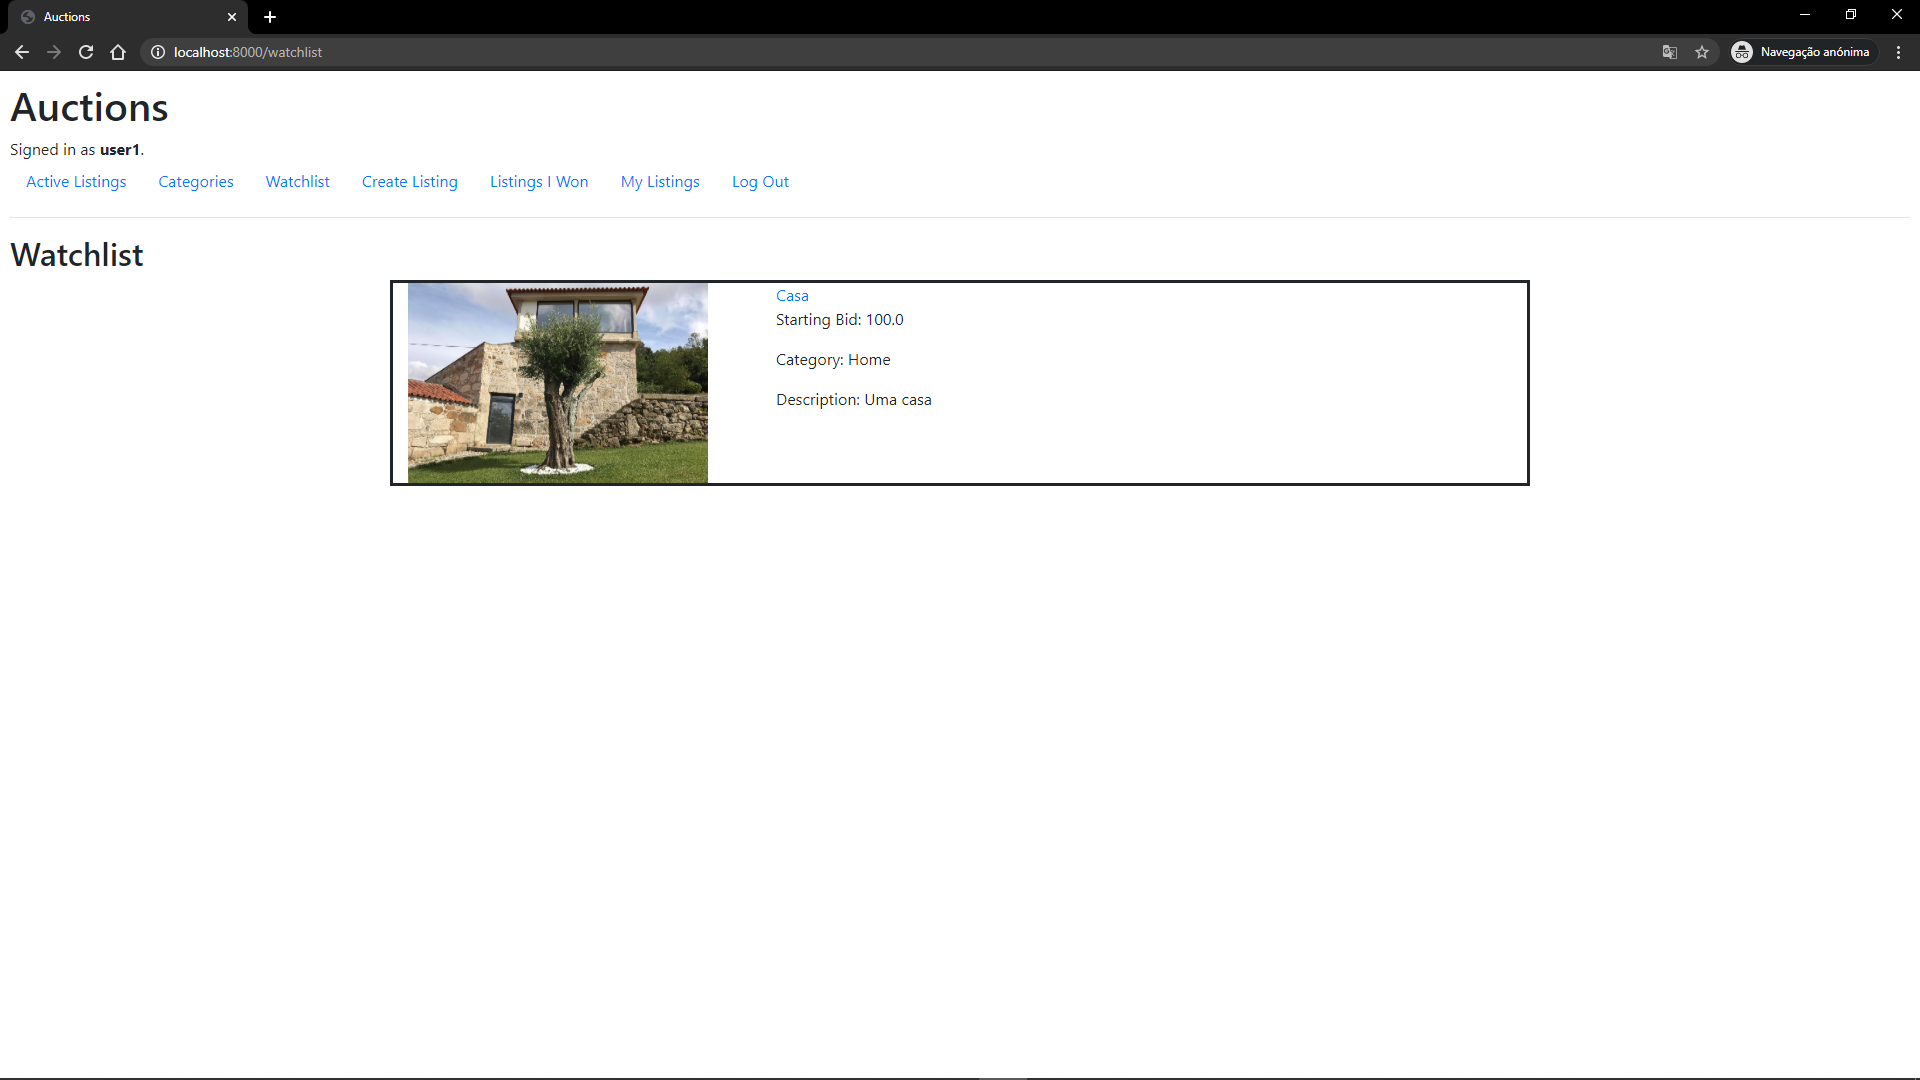 Auctions
localhost:8000/watchlist
Navegação anónima
Auctions
Signed in as user1.
Active Listings Categories Watchlist Create Listing Listings I Won My Listings Log Out
Watchlist
Casa
Starting Bid: 100.0
Category: Home
Description: Uma casa